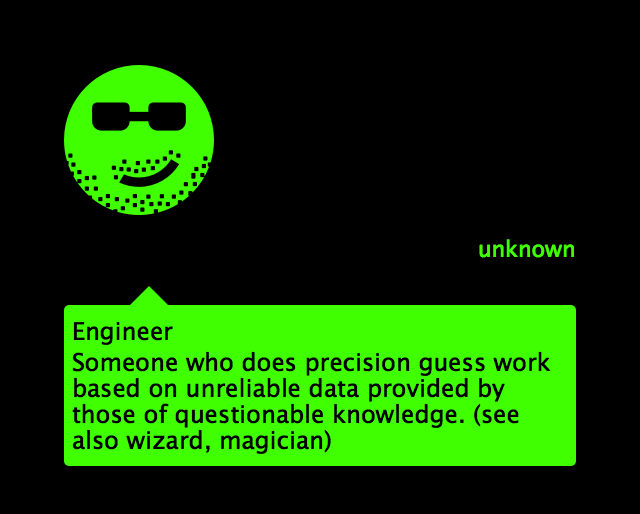 unknown
Engineer
Someone who does precision guess work
based on unreliable data provided by
those of questionable knowledge. (see
also wizard, magician)